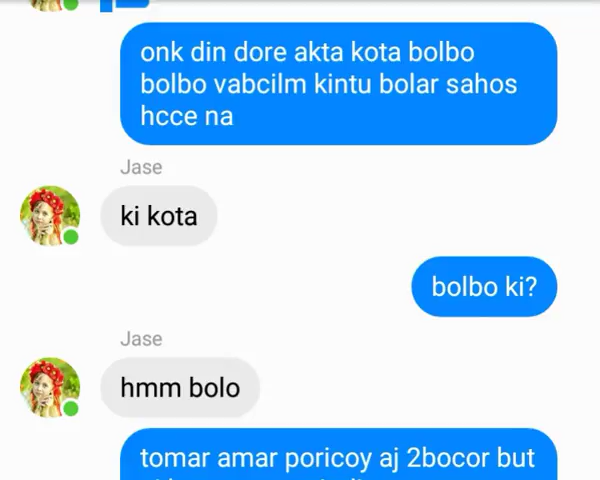 onk din dore akta kota bolbo
bolbo vabcilm kintu bolar sahos
hcce na
Jase
ki kota
bolbo ki?
Jase
hmm bolo
tomar amar poricoy aj 2bocor but